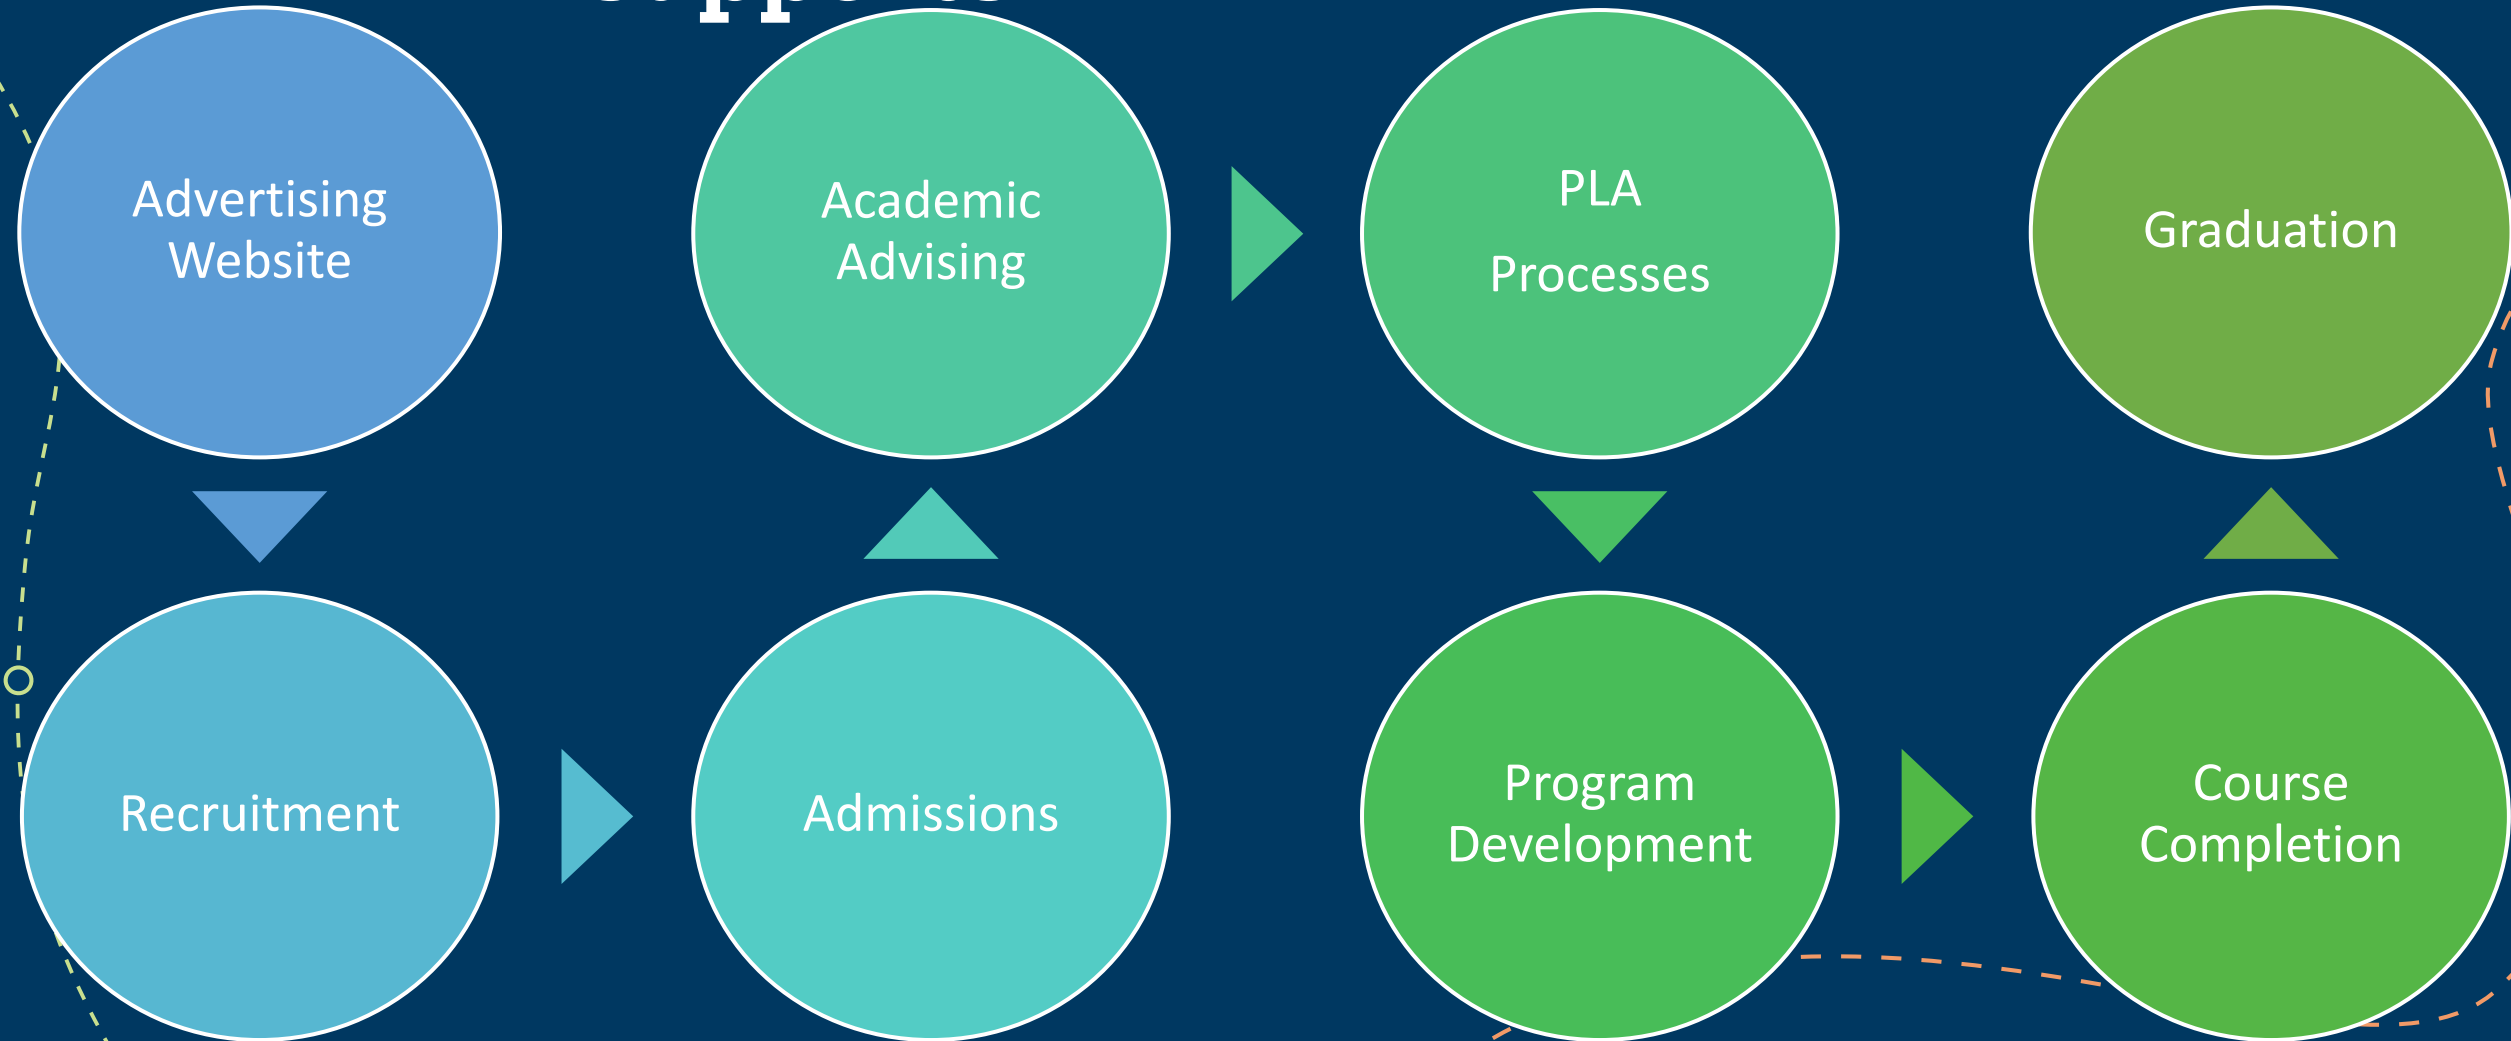 Advertising
Website
Recruitment
Admissions
Academic
Advising
PLA
Processes
Program
Development
Course
Completion
Graduation